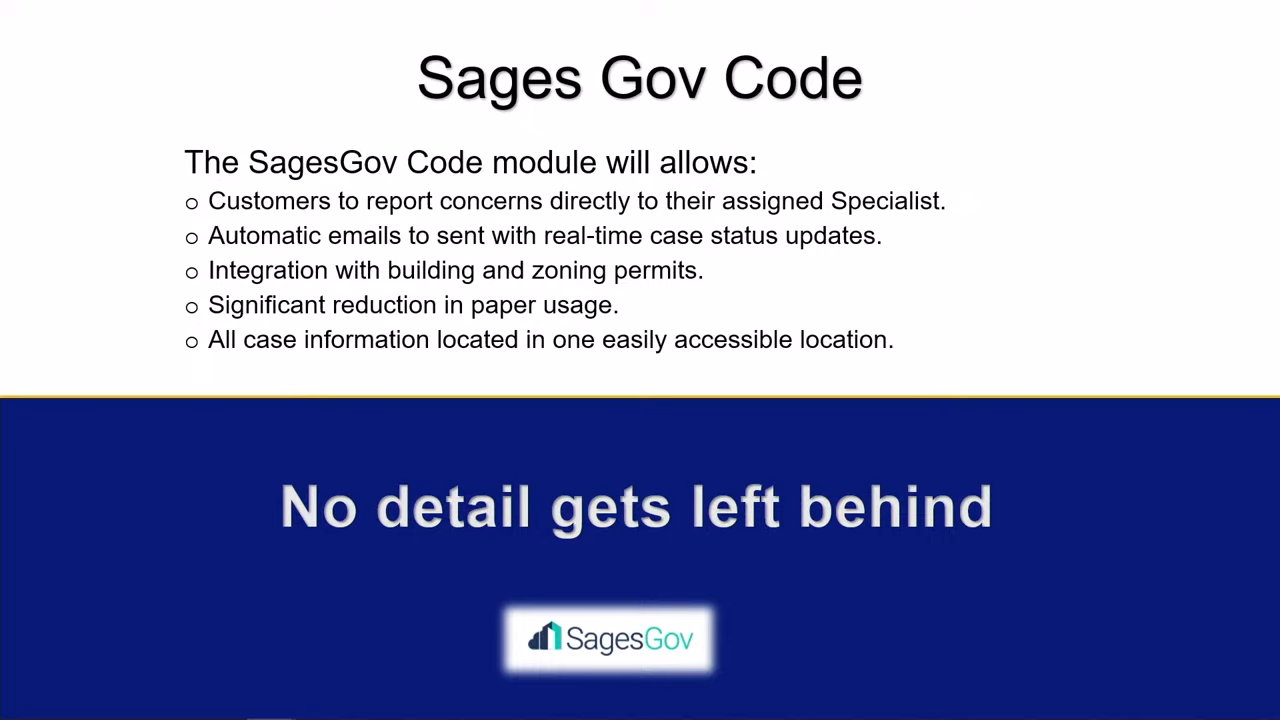 Sages Gov Code
The SagesGov Code module will allows:
o Customers to report concerns directly to their assigned Specialist.
o Automatic emails to sent with real-time case status updates.
o Integration with building and zoning permits.
o Significant reduction in paper usage.
o All case information located in one easily accessible location.
No detail gets left behind
SagesGov